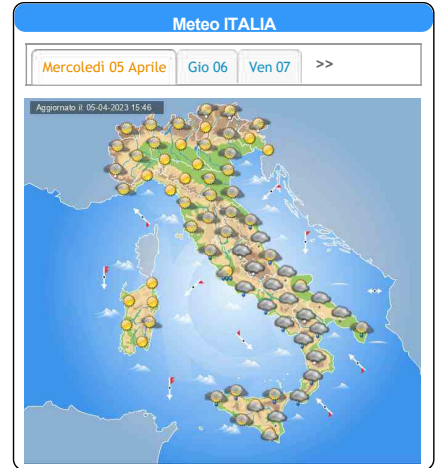 Meteo ITALIA
Mercoledì 05 Aprile Gio 06 Ven 07 >>
Aggiornato il: 05-04-2023 15:46